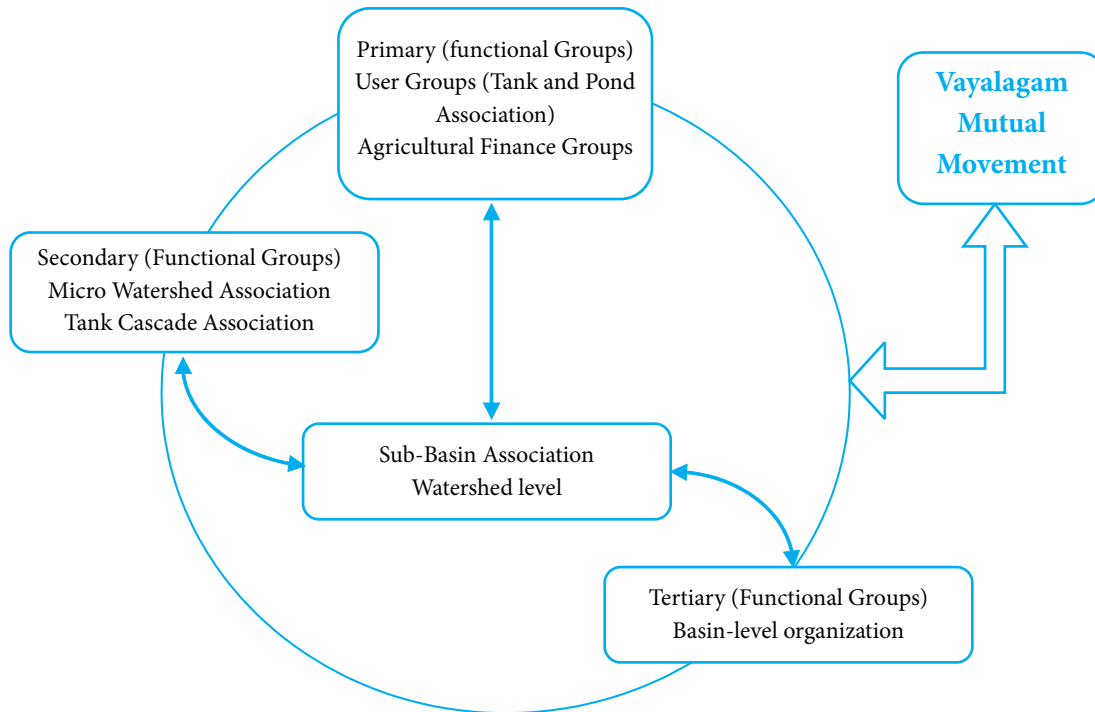 Primary (functional Groups)
User Groups (Tank and Pond
Association)
Agricultural Finance Groups
Vayalagam
Mutual
Movement
Secondary (Functional Groups)
Micro Watershed Association
Tank Cascade Association
Sub-Basin Association
Watershed level
Tertiary (Functional Groups)
Basin-level organization